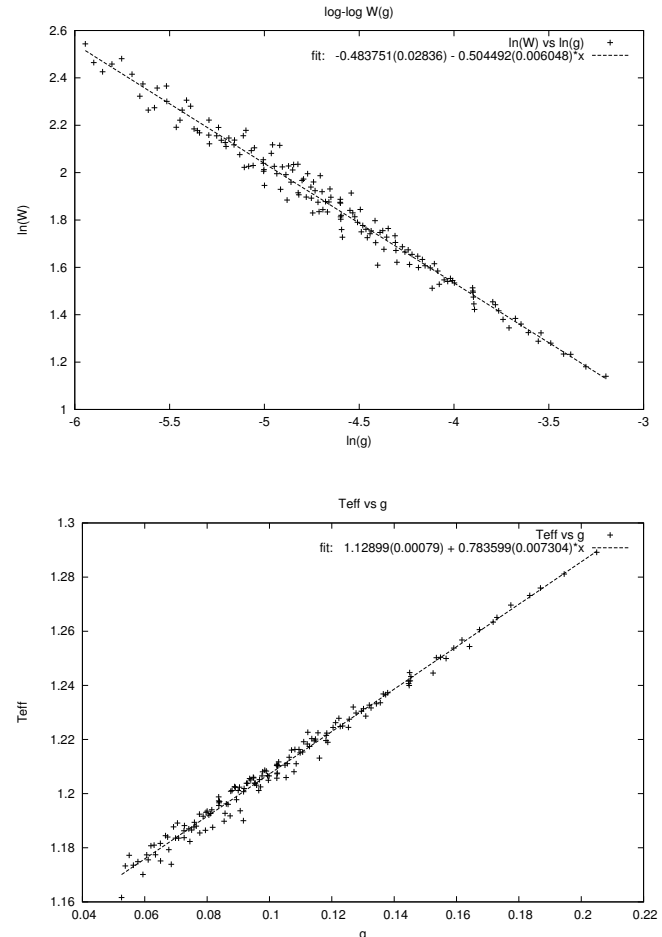 log-log W(g)
ln(W) vs ln(g)
fit: -0.483751(0.02836) - 0.504492(0.006048)*x
2.6
2.4
2.2
2
1.8
1.6
1.4
1.2
1
ln(W)
-6 -5.5 -5 -4.5 -4 -3.5 -3
ln(g)
Teff vs g
Teff vs g
fit: 1.12899(0.00079) + 0.783599(0.007304)*x
1.3
1.28
1.26
1.24
1.22
1.2
1.18
1.16
Teff
0.04 0.06 0.08 0.1 0.12 0.14 0.16 0.18 0.2 0.22
g